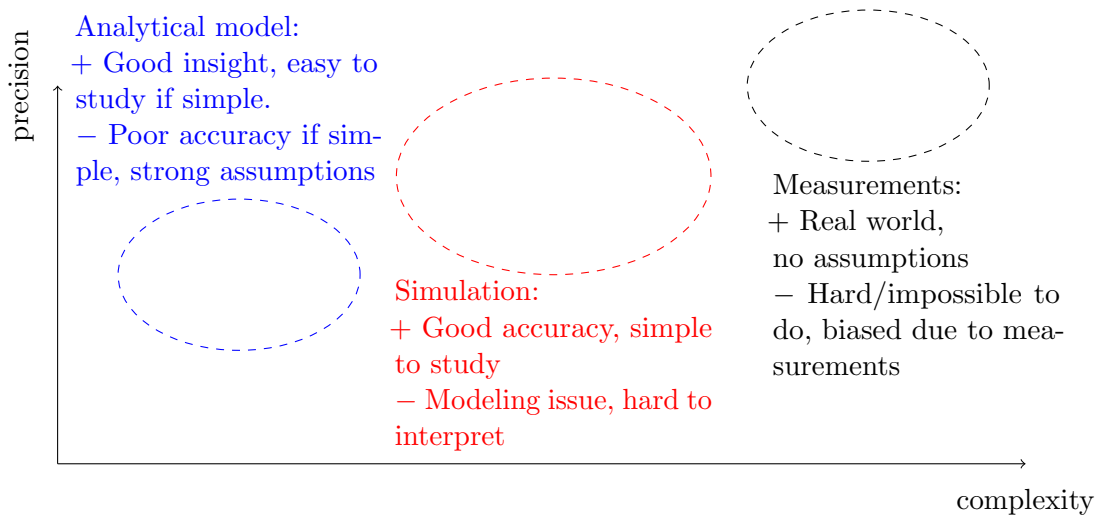 precision
Analytical model:
+ Good insight, easy to
study if simple.
− Poor accuracy if sim-
ple, strong assumptions
Simulation:
+ Good accuracy, simple
to study
− Modeling issue, hard to
interpret
Measurements:
+ Real world,
no assumptions
− Hard/impossible to
do, biased due to mea-
surements
complexity